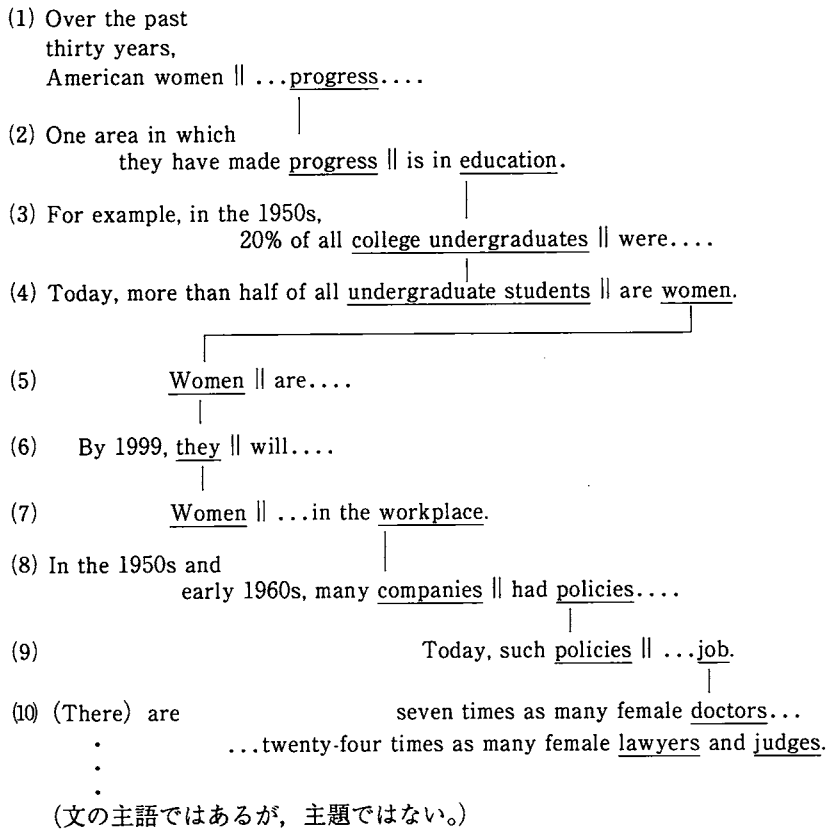 (1) Over the past
thirty years,
American women || ...progress....
(2) One area in which
they have made progress || is in education.
(3) For example, in the 1950s,
20% of all college undergraduates || were....
(4) Today, more than half of all undergraduate students || are women.
(5) Women || are....
(6) By 1999, they || will....
(7) Women || ...in the workplace.
(8) In the 1950s and
early 1960s, many companies || had policies....
(9) Today, such policies || ...job.
(10) (There) are seven times as many female doctors...
...twenty-four times as many female lawyers and judges.
(文の主語ではあるが，主題ではない。)